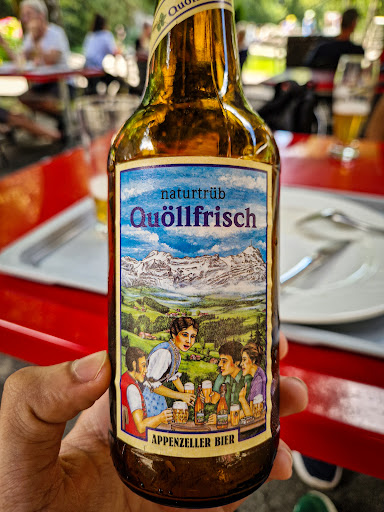 Quöllfrisch
naturtrüb
Quöllfrisch
APPENZELLER BIER